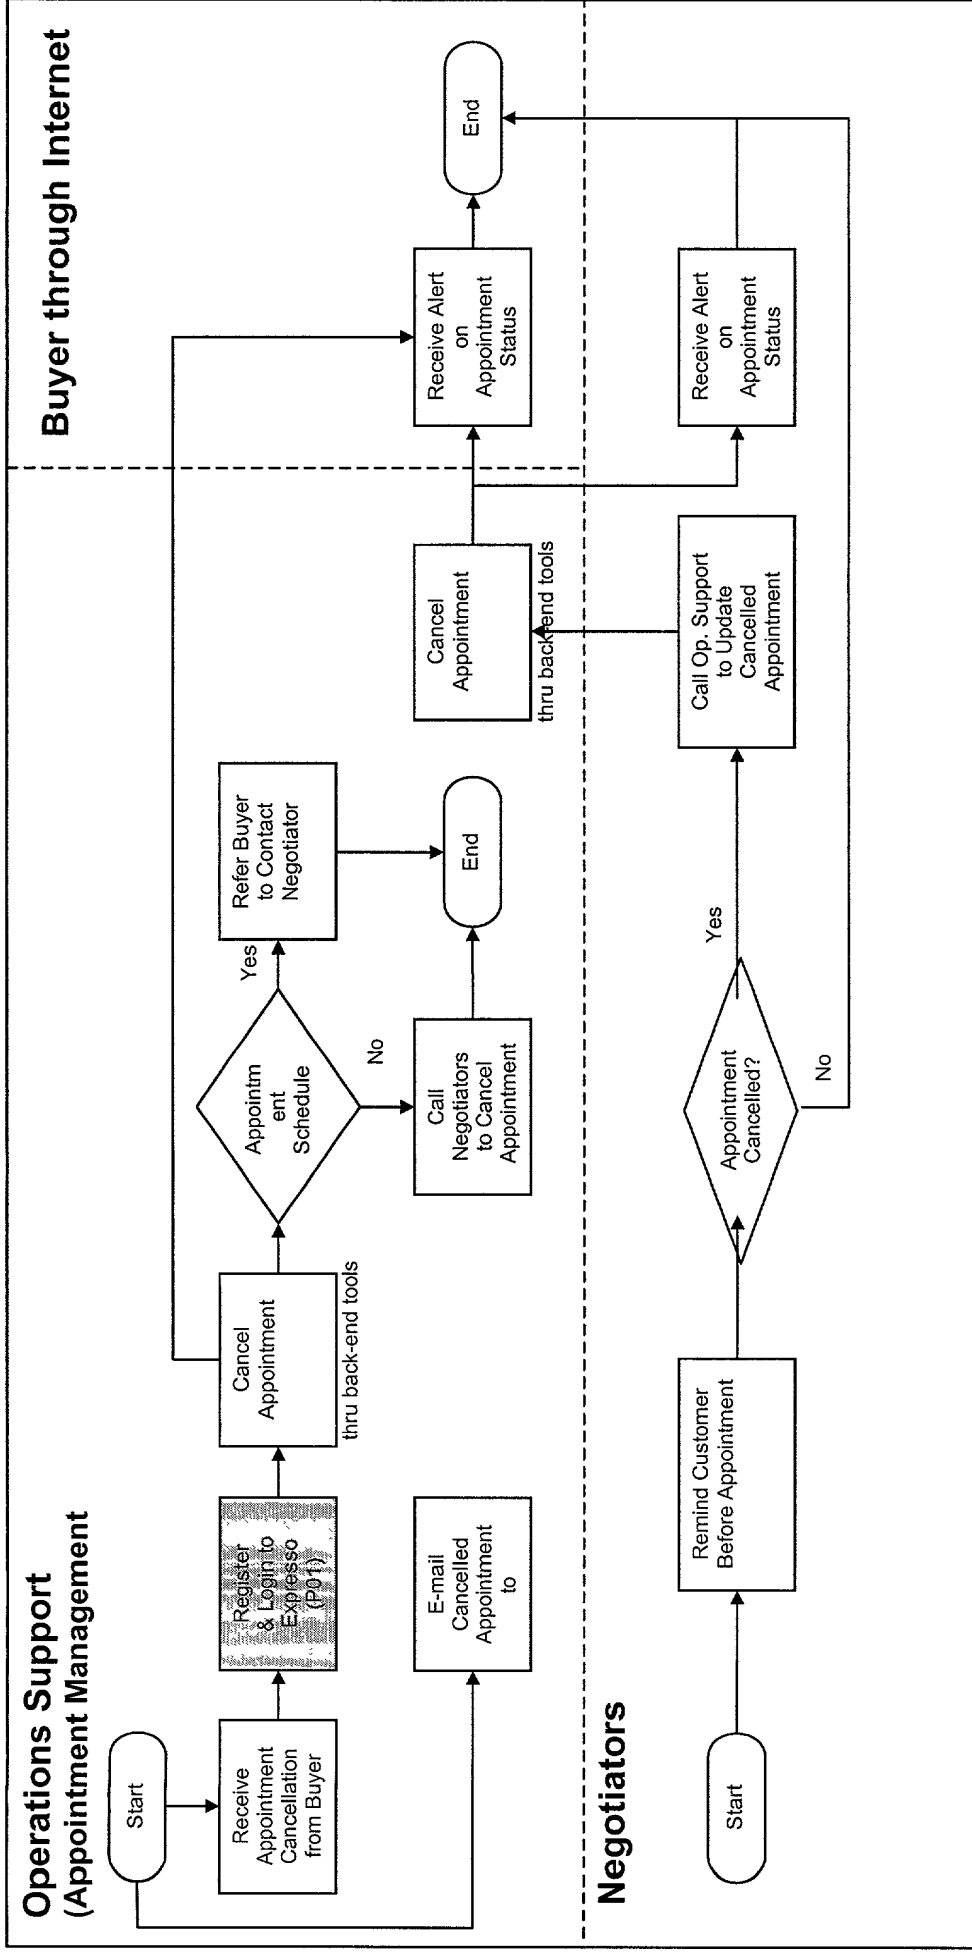 Operations Support
(Appointment Management
Buyer through Internet
Start
Receive
Appointment
Cancellation
from Buyer
Register
& Login to
Expresso
(P01)
Cancel
Appointment
thru back-end tools
Appointm
ent
Schedule
Yes
No
Refer Buyer
to Contact
Negotiator
Call
Negotiators
to Cancel
Appointment
End
E-mail
Cancelled
Appointment
to
Cancel
Appointment
thru back-end tools
Receive Alert
on
Appointment
Status
End
Negotiators
Start
Remind Customer
Before Appointment
Appointment
Cancelled?
Yes
No
Call Op. Support
to Update
Cancelled
Appointment
Receive Alert
on
Appointment
Status